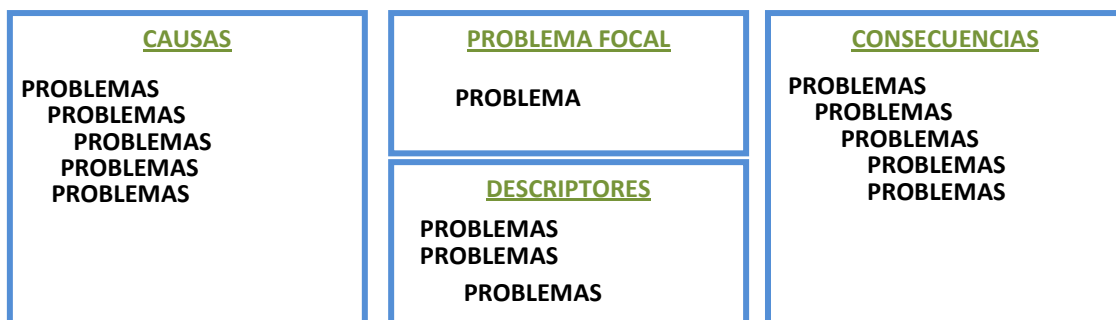 CAUSAS
PROBLEMAS
PROBLEMAS
PROBLEMAS
PROBLEMAS
PROBLEMAS
PROBLEMA FOCAL
PROBLEMA
DESCRIPTORES
PROBLEMAS
PROBLEMAS
PROBLEMAS
CONSECUENCIAS
PROBLEMAS
PROBLEMAS
PROBLEMAS
PROBLEMAS
PROBLEMAS